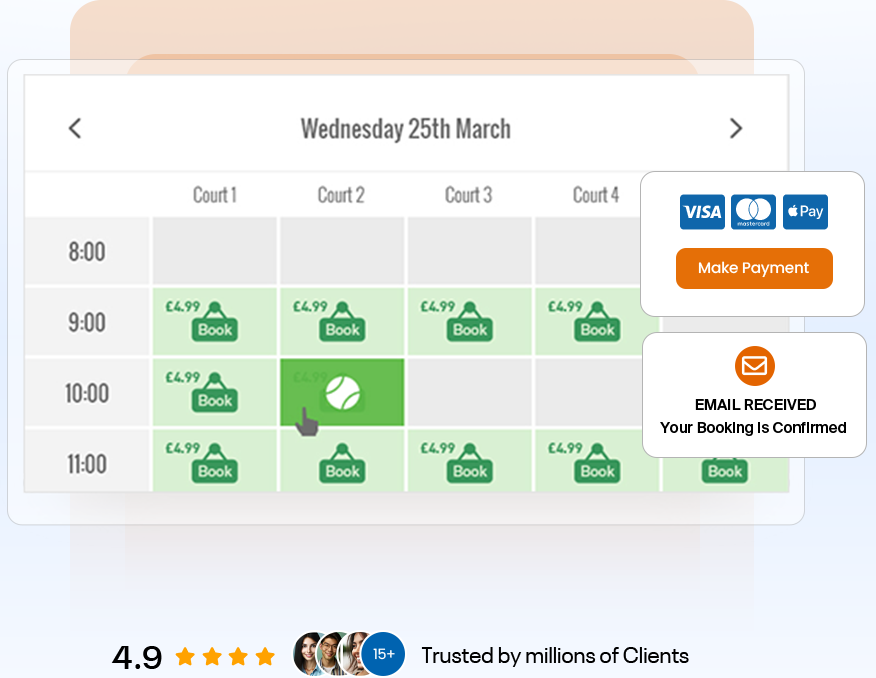 Wednesday 25th March
Court 1 Court 2 Court 3 Court 4
VISA mastercard Pay
Make Payment
8:00
9:00 £4.99 Book £4.99 Book £4.99 Book £4.99 Book
EMAIL RECEIVED
Your Booking Is Confirmed
10:00 £4.99 Book £4.99
11:00 £4.99 Book Book £4.99 Book £4.99 Book Book
4.9 15+ Trusted by millions of Clients